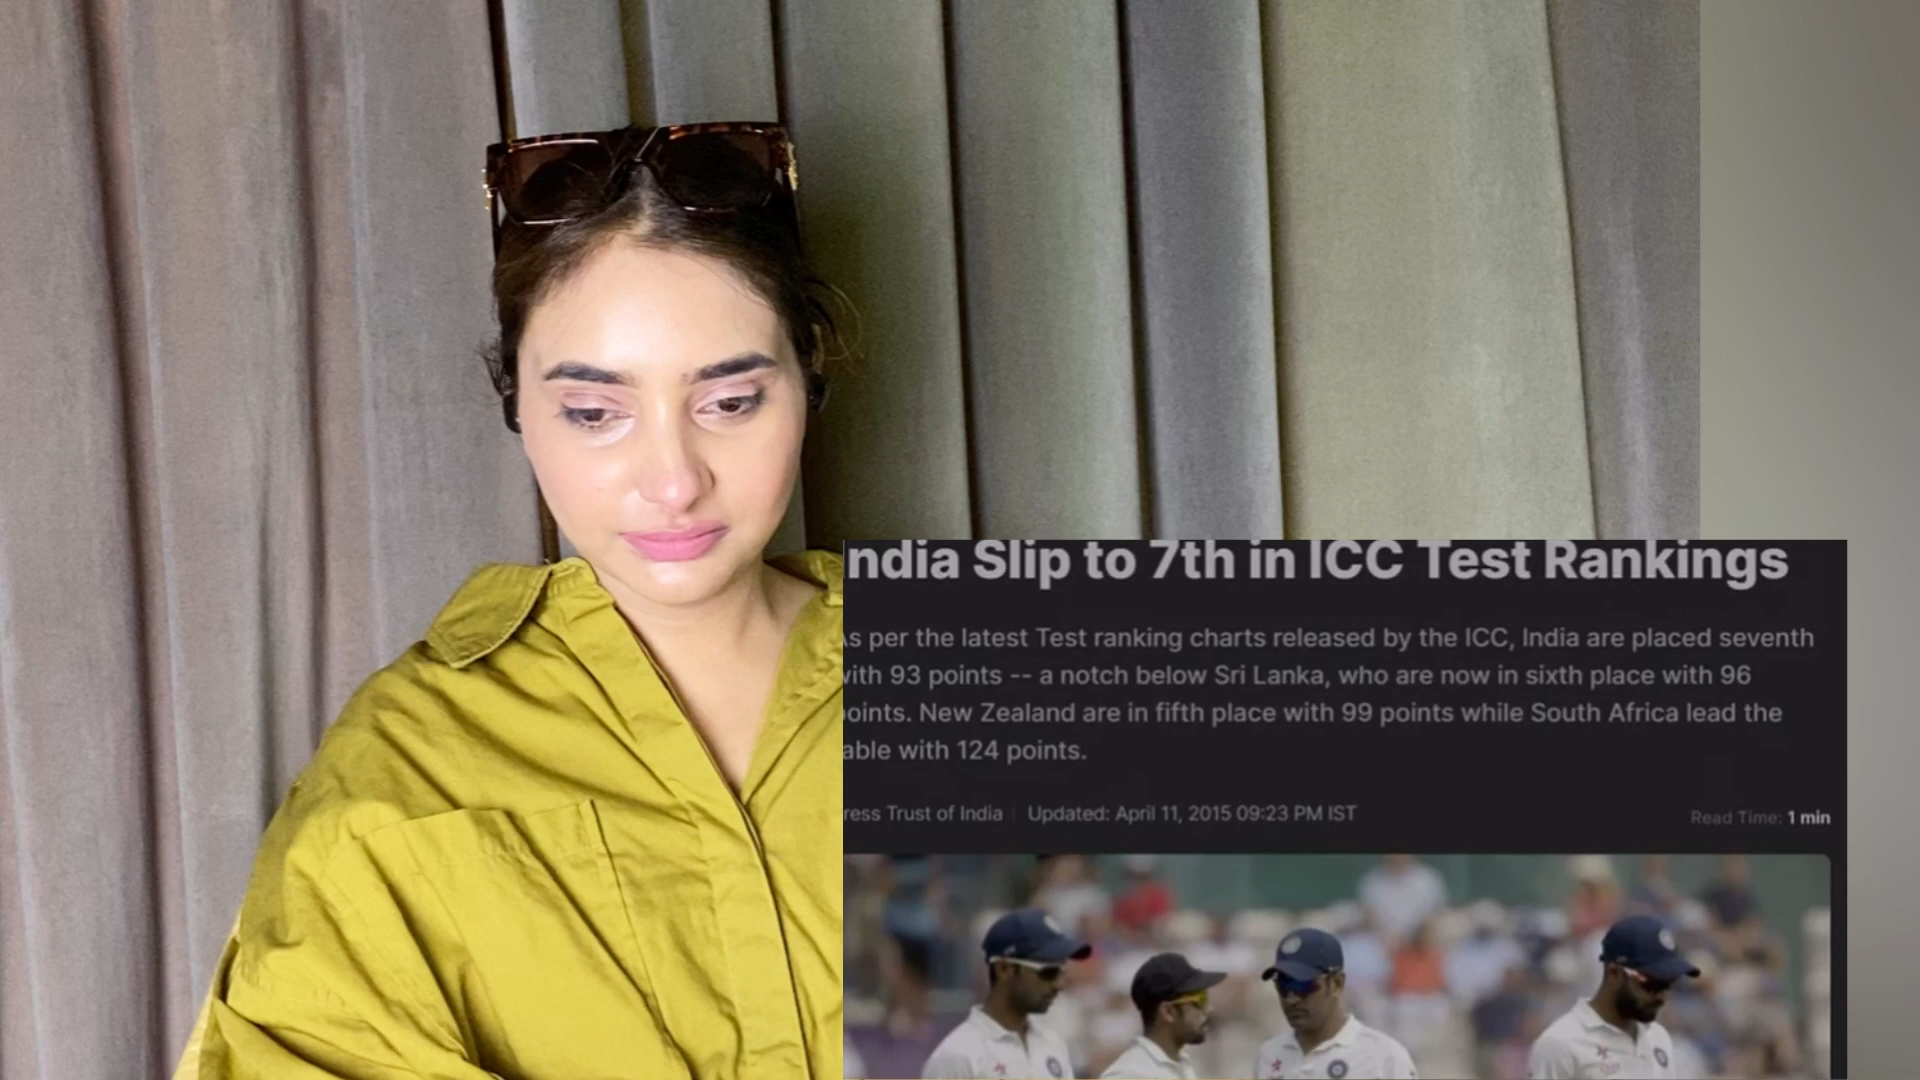 ndia Slip to 7th in ICC Test Rankings
As per the latest Test ranking charts released by the ICC, India are placed seventh
with 93 points -- a notch below Sri Lanka, who are now in sixth place with 96
points. New Zealand are in fifth place with 99 points while South Africa lead the
able with 124 points.
ress Trust of India | Updated: April 11, 2015 09:23 PM IST
Read Time: 1 min